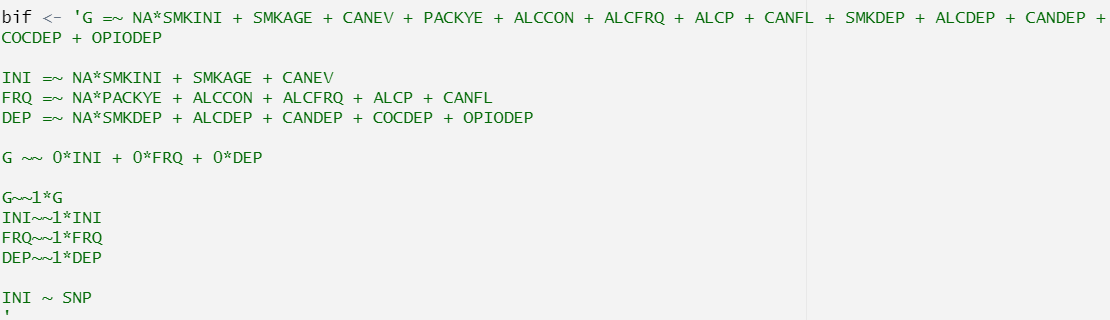 bif <- 'G =~ NA*SMKINI + SMKAGE + CANEV + PACKYE + ALCCON + ALCFRQ + ALCP + CANFL + SMKDEP + ALCDEP + CANDEP +
COCDEP + OPIODEP
INI =~ NA*SMKINI + SMKAGE + CANEV
FRQ =~ NA*PACKYE + ALCCON + ALCFRQ + ALCP + CANFL
DEP =~ NA*SMKDEP + ALCDEP + CANDEP + COCDEP + OPIODEP
G ~~ 0*INI + 0*FRQ + 0*DEP
G~~1*G
INI~~1*INI
FRQ~~1*FRQ
DEP~~1*DEP
INI ~ SNP
'